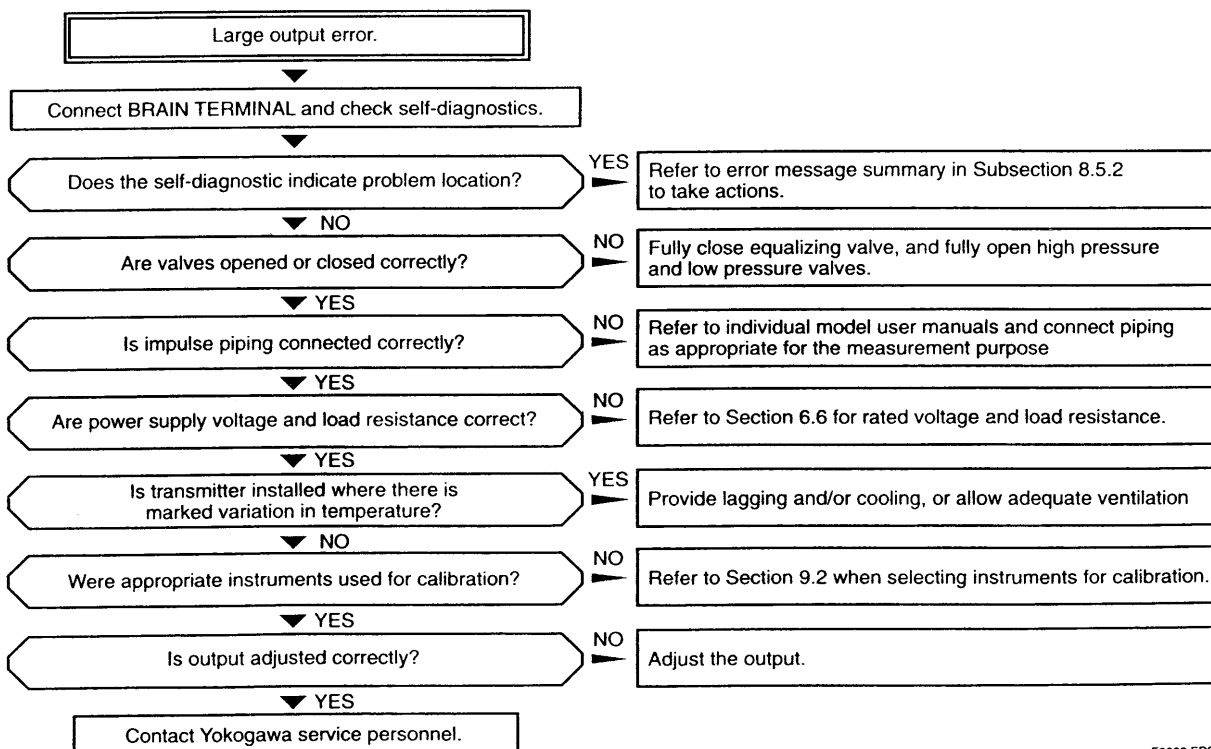 Large output error.
Connect BRAIN TERMINAL and check self-diagnostics.
Does the self-diagnostic indicate problem location?
YES
Refer to error message summary in Subsection 8.5.2
to take actions.
NO
Are valves opened or closed correctly?
NO
Fully close equalizing valve, and fully open high pressure
and low pressure valves.
YES
Is impulse piping connected correctly?
NO
Refer to individual model user manuals and connect piping
as appropriate for the measurement purpose
YES
Are power supply voltage and load resistance correct?
NO
Refer to Section 6.6 for rated voltage and load resistance.
YES
Is transmitter installed where there is
marked variation in temperature?
YES
Provide lagging and/or cooling, or allow adequate ventilation
NO
Were appropriate instruments used for calibration?
NO
Refer to Section 9.2 when selecting instruments for calibration.
YES
Is output adjusted correctly?
NO
Adjust the output.
YES
Contact Yokogawa service personnel.